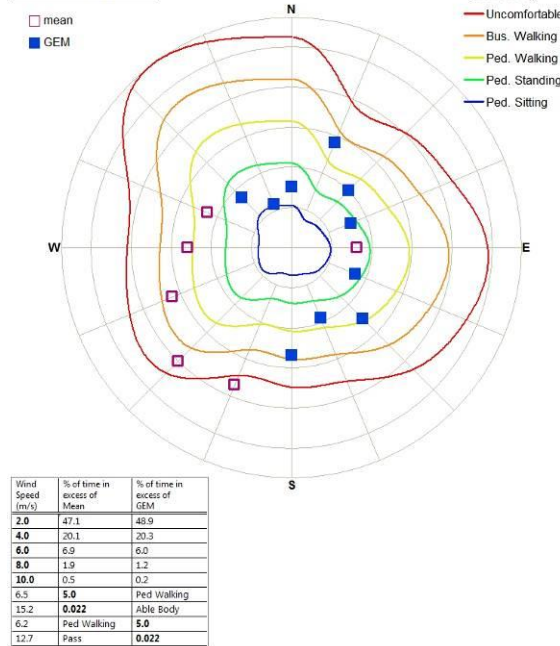 mean
GEM
N
Uncomfortable
Bus. Walking
Ped. Walking
Ped. Standing
Ped. Sitting
W
E
S
Wind Speed (m/s) % of time in excess of Mean % of time in excess of GEM
2.0 47.1 48.9
4.0 20.1 20.3
6.0 6.9 6.0
8.0 1.9 1.2
10.0 0.5 0.2
6.5 5.0 Ped Walking
15.2 0.022 Able Body
6.2 Ped Walking 5.0
12.7 Pass 0.022